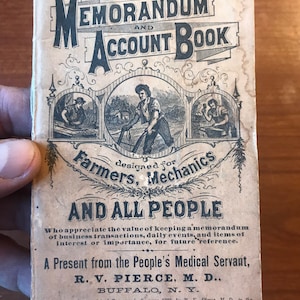 MEMORANDUM
AND
ACCOUNT BOOK
designed for
Farmers, Mechanics
AND ALL PEOPLE
Who appreciate the value of keeping a memorandum
of business transactions, daily events, and items of
interest or importance, for future reference.
A Present from the People's Medical Servant,
R. V. PIERCE, M. D.,
BUFFALO, N. Y.